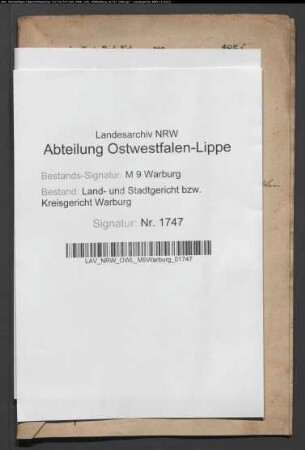 Landesarchiv NRW
Abteilung Ostwestfalen-Lippe
Bestands-Signatur: M 9 Warburg
Bestand: Land- und Stadtgericht bzw.
Kreisgericht Warburg
Signatur: Nr. 1747
LAV_NRW_OWL_M9Warburg_01747